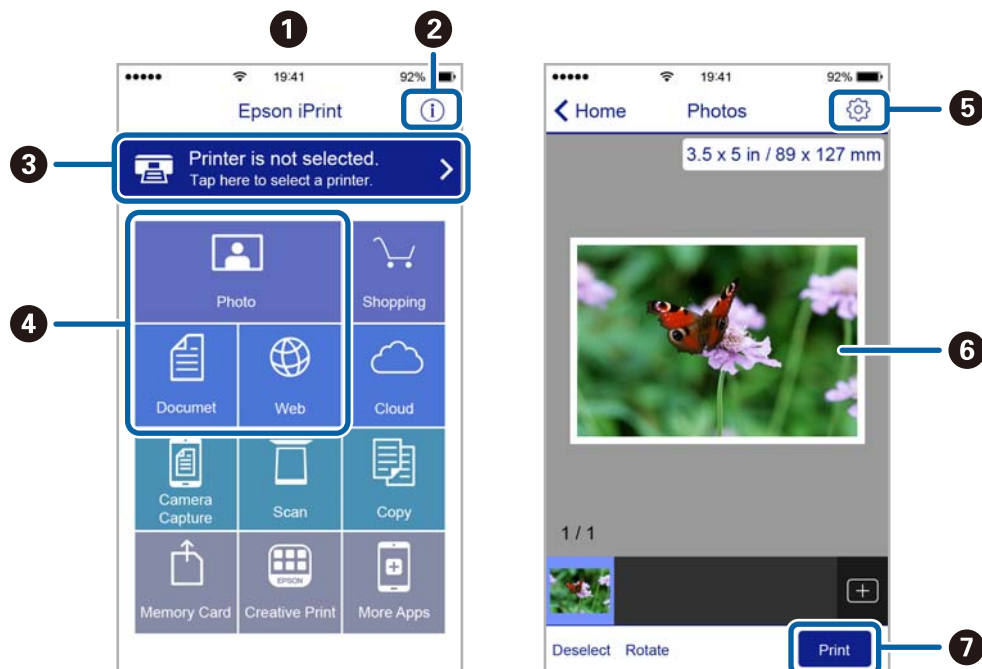 1
2
19:41 92%
Epson iPrint
3
Printer is not selected.
Tap here to select a printer.
4
Photo Shopping
Documet Web Cloud
Camera
Capture Scan Copy
EPSON
Memory Card Creative Print More Apps
19:41 92%
Home Photos
5
3.5 x 5 in / 89 x 127 mm
6
1 / 1
Deselect Rotate Print
7